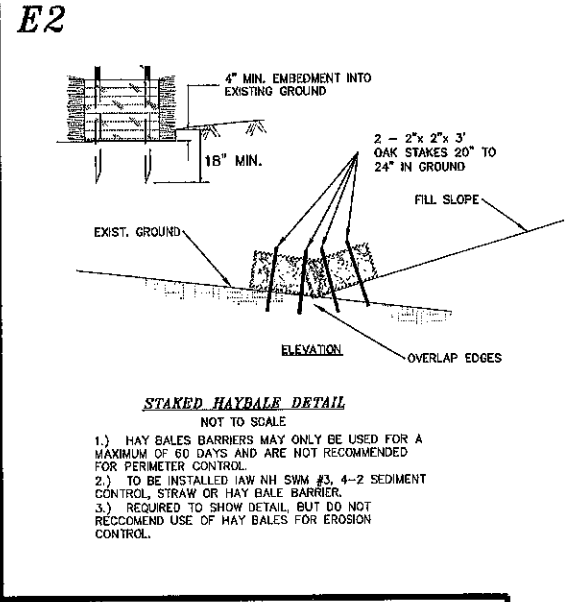 E2
4" MIN. EMBEDMENT INTO
EXISTING GROUND
18" MIN.
2 - 2"x 2"x 3'
OAK STAKES 20" TO
24" IN GROUND
FILL SLOPE
EXIST. GROUND
ELEVATION
OVERLAP EDGES
STAKED HAYBALE DETAIL
NOT TO SCALE
1.) HAY BALES BARRIERS MAY ONLY BE USED FOR A
MAXIMUM OF 60 DAYS AND ARE NOT RECOMMENDED
FOR PERIMETER CONTROL.
2.) TO BE INSTALLED IAW NH SWM #3, 4-2 SEDIMENT
CONTROL, STRAW OR HAY BALE BARRIER.
3.) REQUIRED TO SHOW DETAIL, BUT DO NOT
RECCOMEND USE OF HAY BALES FOR EROSION
CONTROL.